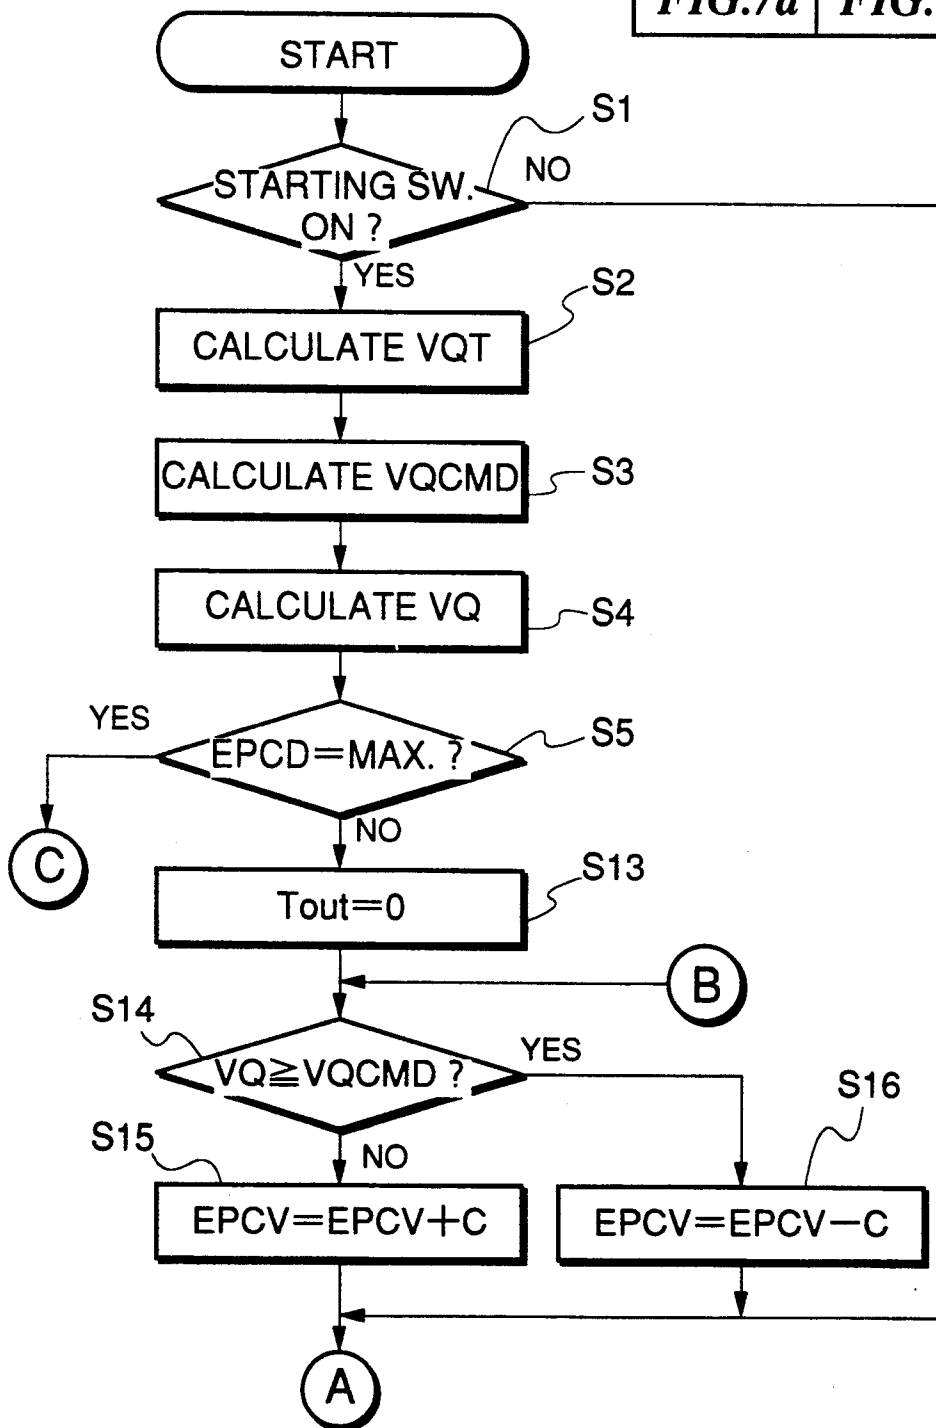 FIG.7a FIG.
START
S1
STARTING SW.
ON ?
NO
YES
S2
CALCULATE VQT
CALCULATE VQCMD
S3
CALCULATE VQ
S4
YES
EPCD=MAX. ?
S5
NO
C
S13
Tout=0
B
S14
VQ≧VQCMD ?
YES
S16
S15
NO
EPCV=EPCV+C
EPCV=EPCV−C
A